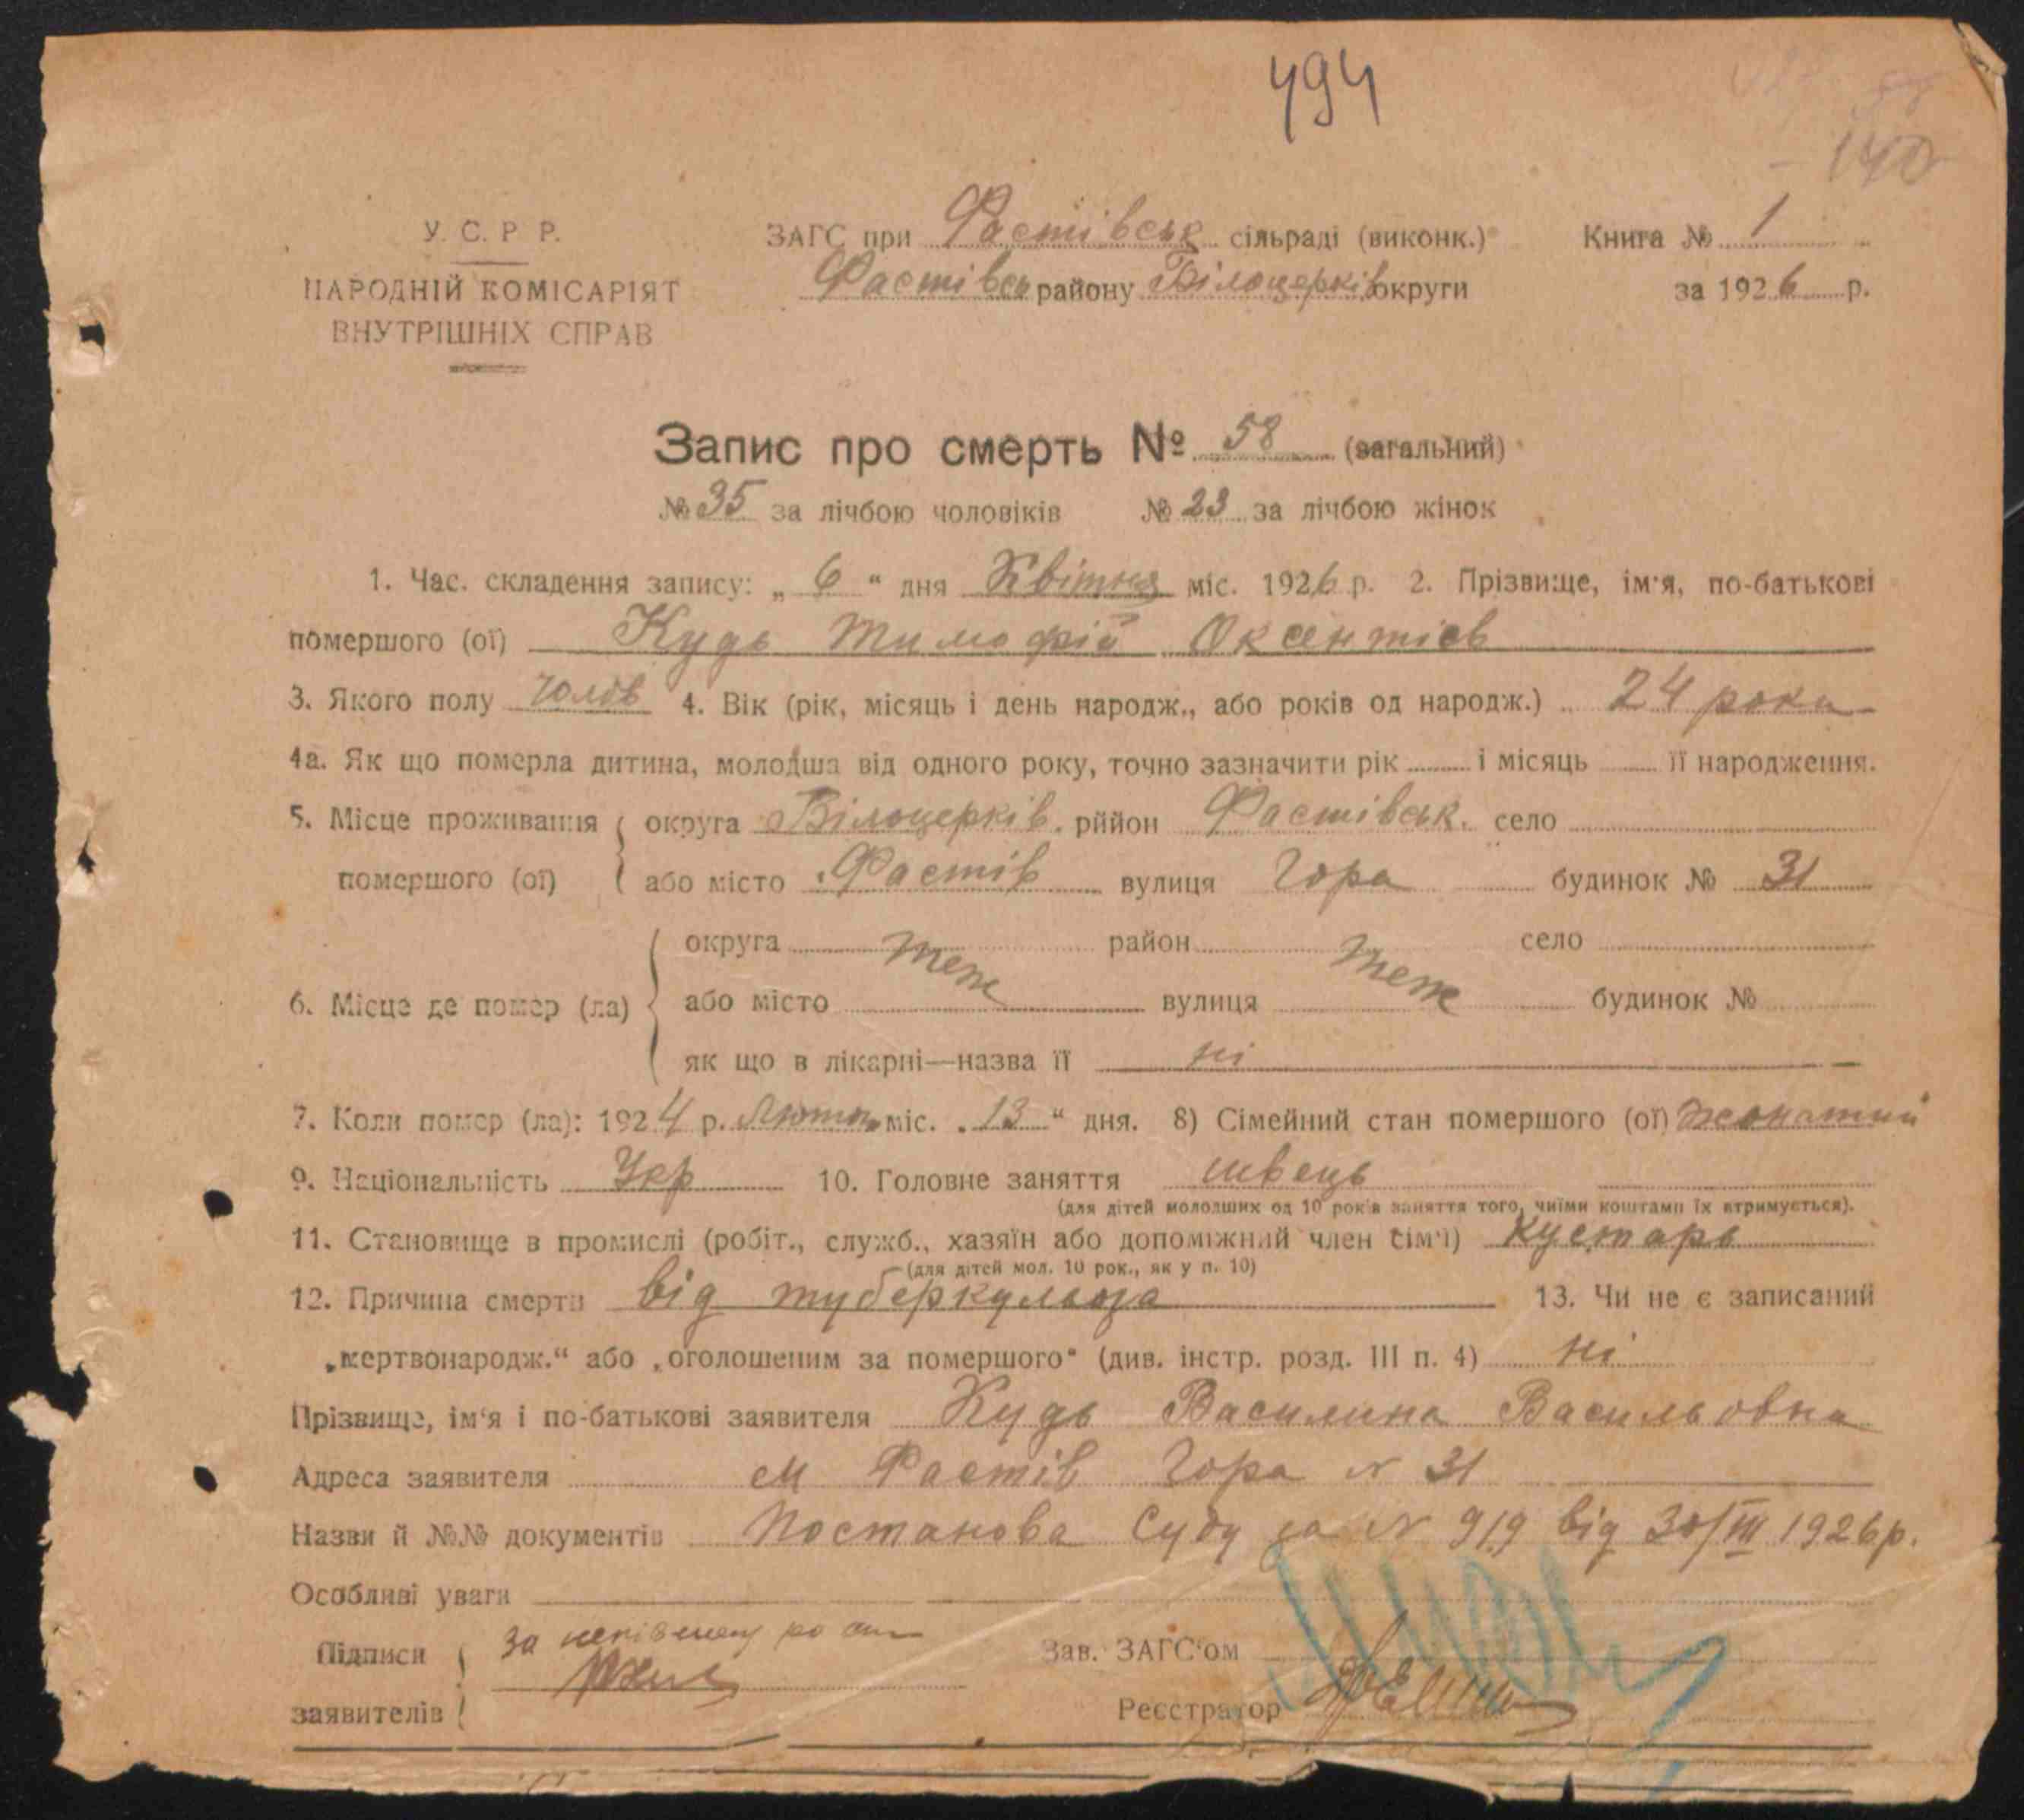 494
140
У. С. Р Р.
НАРОДНІЙ КОМІСАРІЯТ
ВНУТРІШНІХ СПРАВ
ЗАГС при Фастівськ сільраді (виконк.)
Фастівськ району Білоцерків округи
Книга № 1
за 1926 р.
Запис про смерть № 58 (загальний)
№ 35 за лічбою чоловіків № 23 за лічбою жінок
1. Час. складення запису: „ 6 “ дня Квітня міс. 1926 р. 2. Прізвище, ім'я, по-батькові
помершого (ої) Кудь Тимофій Оксентієв
3. Якого полу чолов 4. Вік (рік, місяць і день народж., або років од народж.) 24 роки
4а. Як що померла дитина, молодша від одного року, точно зазначити рік і місяць її народження.
5. Місце проживання округа Білоцерків. рййон Фастівськ. село
помершого (ої) або місто Фастів вулиця Гора будинок № 31
округа теж район теж село
6. Місце де помер (ла) або місто вулиця будинок №
як що в лікарні—назва її ні
7. Коли помер (ла): 1924 р. Лютн міс. „ 13 “ дня. 8) Сімейний стан помершого (ої) жонатий
9. Національність Укр 10. Головне заняття швець
(для дітей молодших од 10 років заняття того, чиїми коштами їх втримується).
11. Становище в промислі (робіт., служб., хазяїн або допоміжний член сім'ї) Кустарь
(для дітей мол. 10 рок., як у п. 10)
12. Причина смерти від туберкульоза 13. Чи не є записаний
„мертвонародж.“ або „оголошеним за помершого“ (див. інстр. розд. III п. 4) ні
Прізвище, ім'я і по-батькові заявителя Кудь Василина Васильовна
Адреса заявителя м Фастів Гора N 31
Назви й №№ документів Постанова Суду за N 919 від 30/III 1926 р.
Особливі уваги
Підписи за
заявителів
Зав. ЗАГС'ом
Реєстратор